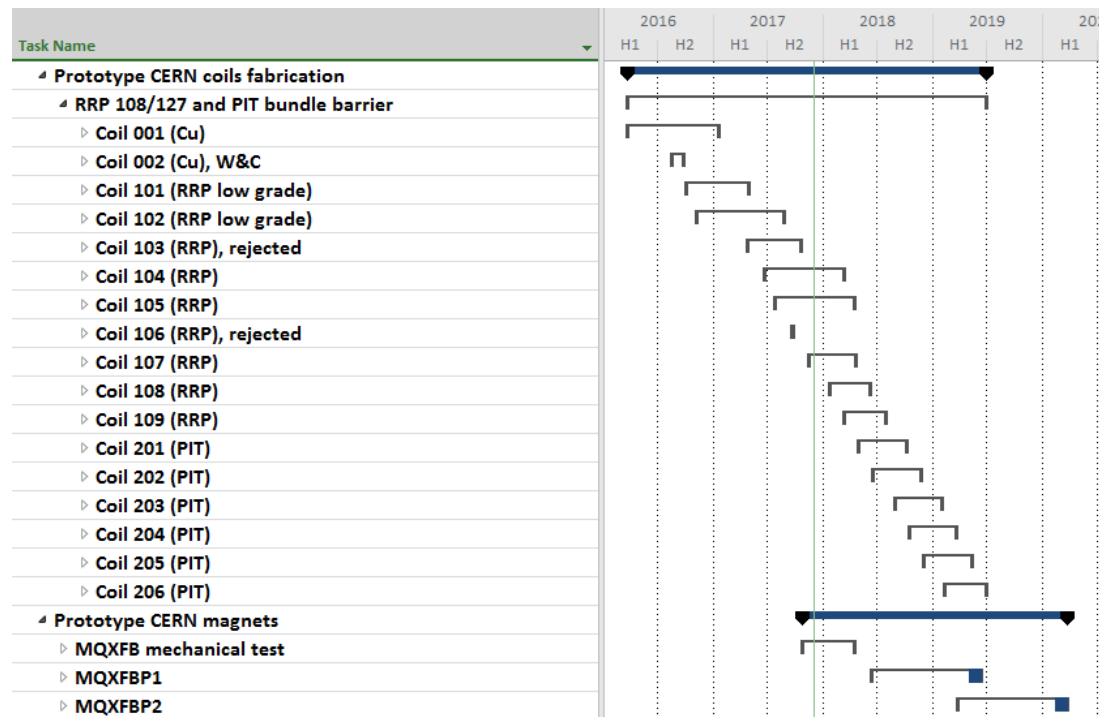 2016 2017 2018 2019 20
Task Name H1 H2 H1 H2 H1 H2 H1 H2 H1
Prototype CERN coils fabrication
RRP 108/127 and PIT bundle barrier
Coil 001 (Cu)
Coil 002 (Cu), W&C
Coil 101 (RRP low grade)
Coil 102 (RRP low grade)
Coil 103 (RRP), rejected
Coil 104 (RRP)
Coil 105 (RRP)
Coil 106 (RRP), rejected
Coil 107 (RRP)
Coil 108 (RRP)
Coil 109 (RRP)
Coil 201 (PIT)
Coil 202 (PIT)
Coil 203 (PIT)
Coil 204 (PIT)
Coil 205 (PIT)
Coil 206 (PIT)
Prototype CERN magnets
MQXFB mechanical test
MQXFBP1
MQXFBP2